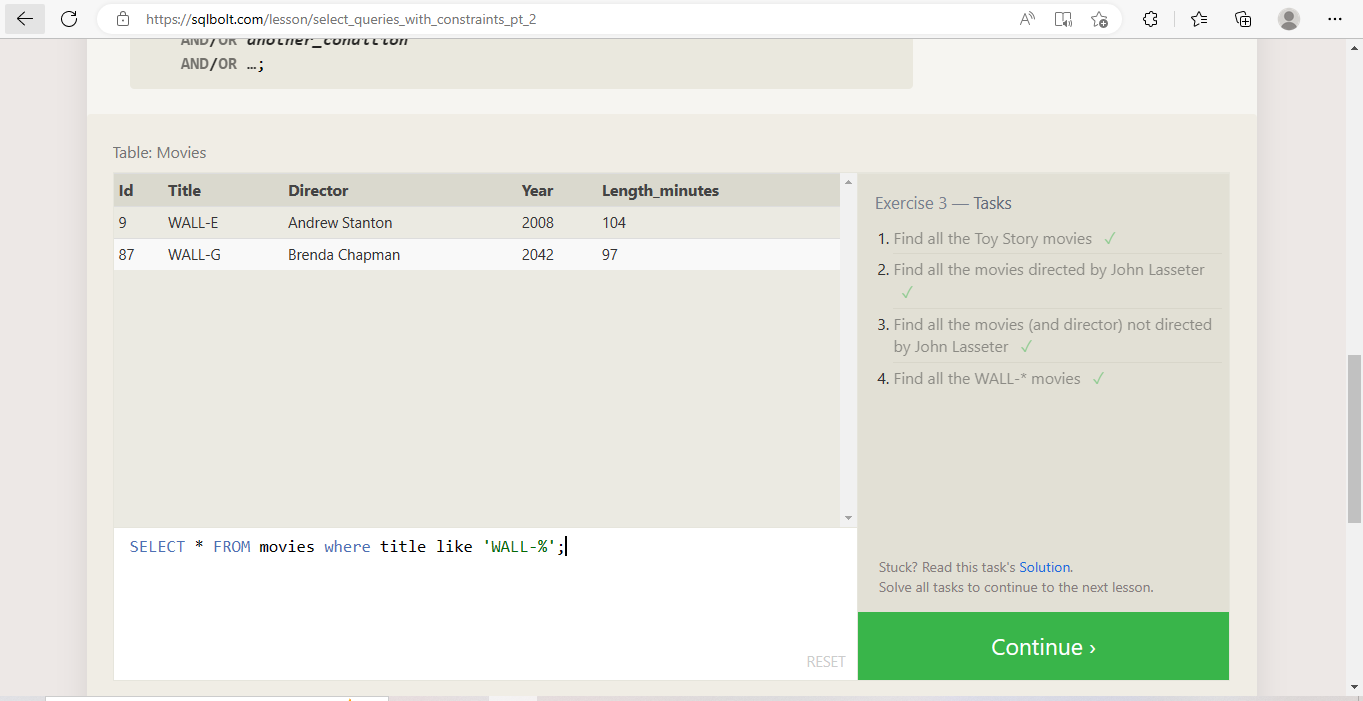 https://sqlbolt.com/lesson/select_queries_with_constraints_pt_2
AND/OR another_condition
AND/OR …;
Table: Movies
Id Title Director Year Length_minutes
9 WALL-E Andrew Stanton 2008 104
87 WALL-G Brenda Chapman 2042 97
SELECT * FROM movies where title like 'WALL-%';
RESET
Exercise 3 — Tasks
1. Find all the Toy Story movies ✓
2. Find all the movies directed by John Lasseter
✓
3. Find all the movies (and director) not directed
by John Lasseter ✓
4. Find all the WALL-* movies ✓
Stuck? Read this task's Solution.
Solve all tasks to continue to the next lesson.
Continue ›